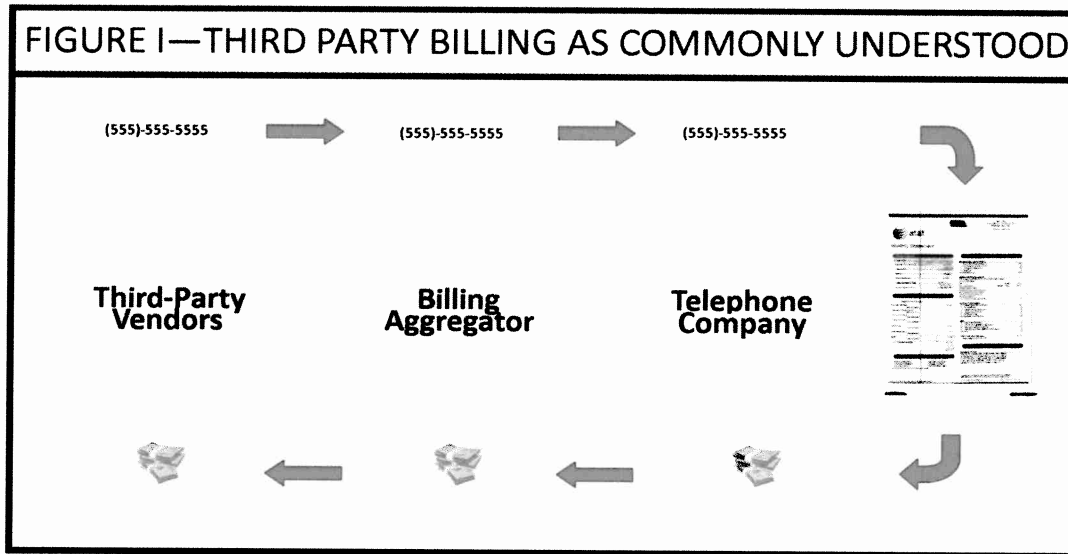 FIGURE I—THIRD PARTY BILLING AS COMMONLY UNDERSTOOD
(555)-555-5555
(555)-555-5555
(555)-555-5555
Third-Party
Vendors
Billing
Aggregator
Telephone
Company